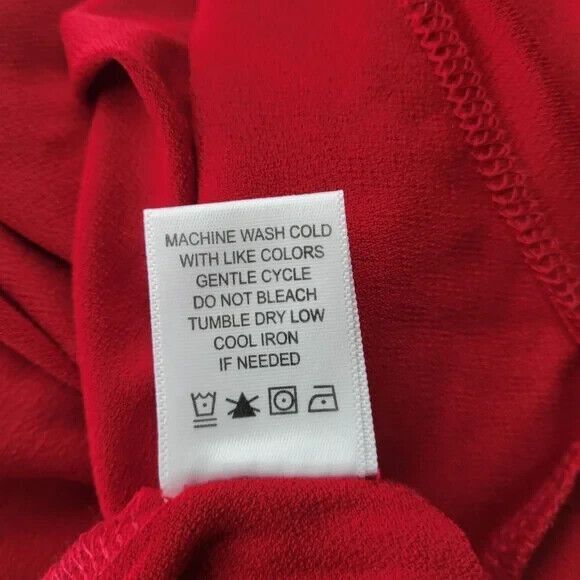 MACHINE WASH COLD
WITH LIKE COLORS
GENTLE CYCLE
DO NOT BLEACH
TUMBLE DRY LOW
COOL IRON
IF NEEDED